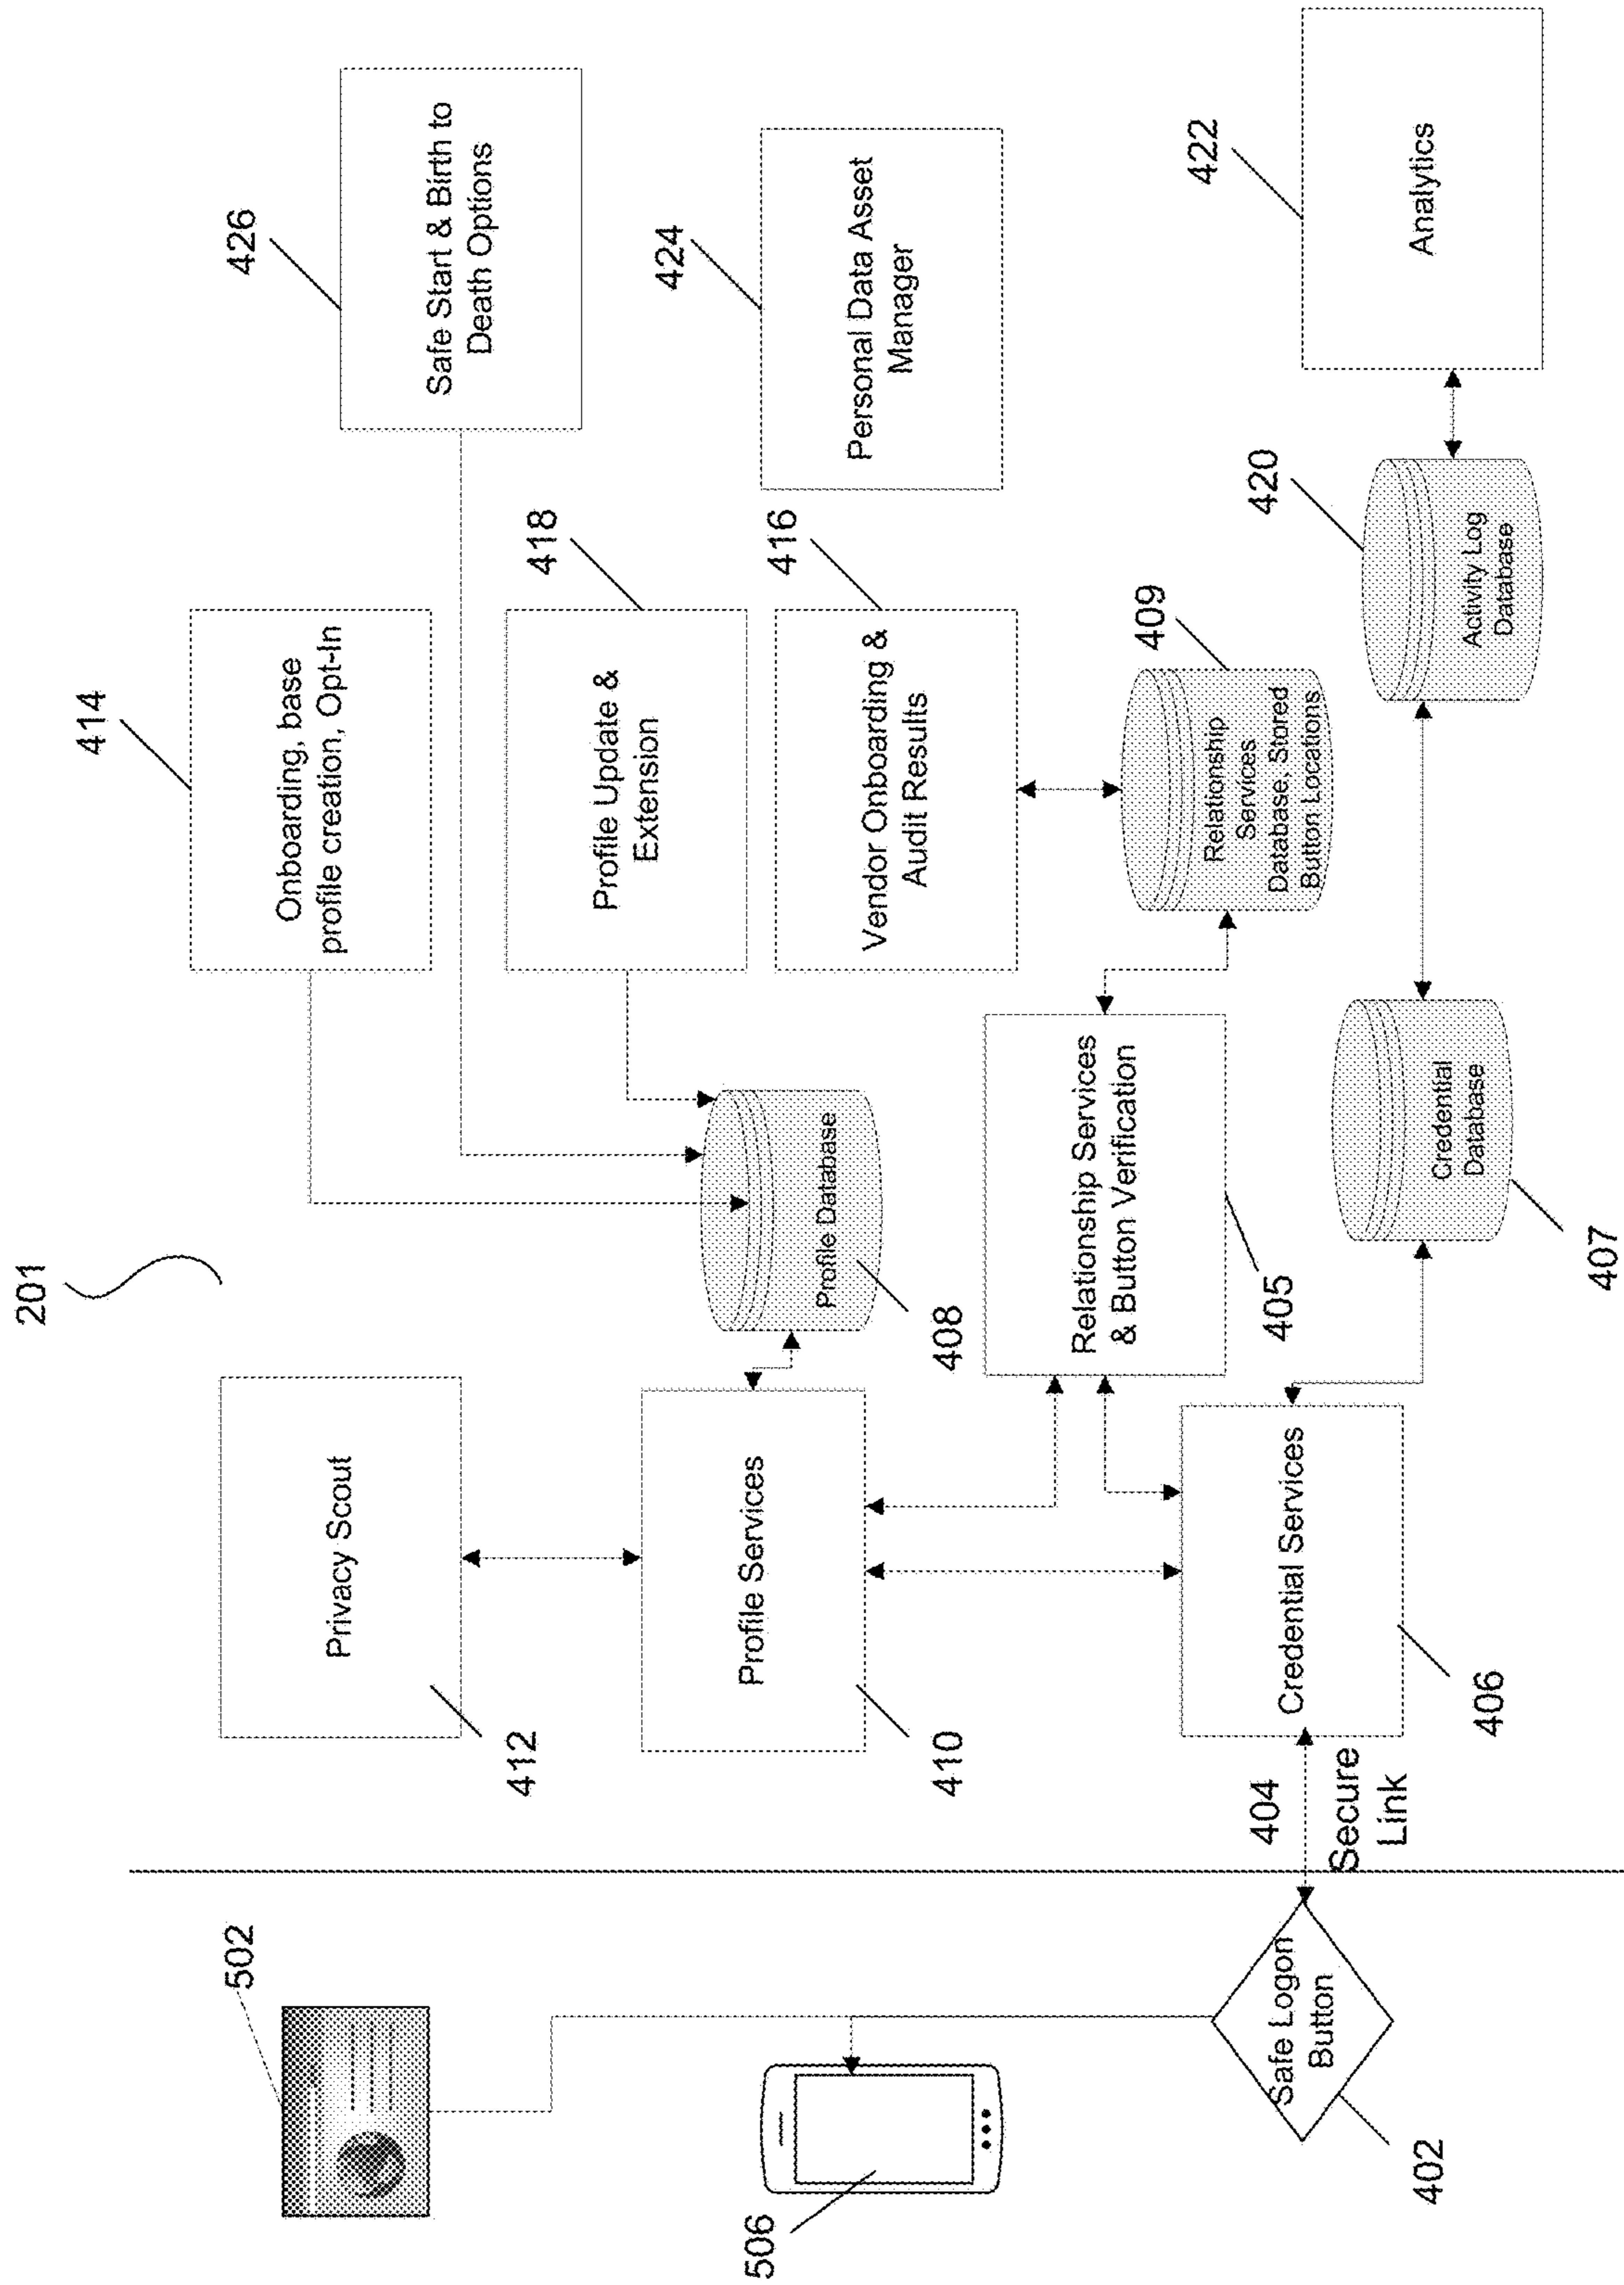 201
502
506
Safe Logon
Button
402
404
Secure
Link
Privacy Scout
412
Profile Services
410
Credential Services
406
Profile Database
408
Relationship Services
& Button Verification
405
Credential
Database
407
414
Onboarding, base
profile creation, Opt-In
418
Profile Update &
Extension
416
Vendor Onboarding &
Audit Results
409
Relationship
Services
Database, Stored
Button Locations
420
Activity Log
Database
426
Safe Start & Birth to
Death Options
424
Personal Data Asset
Manager
422
Analytics